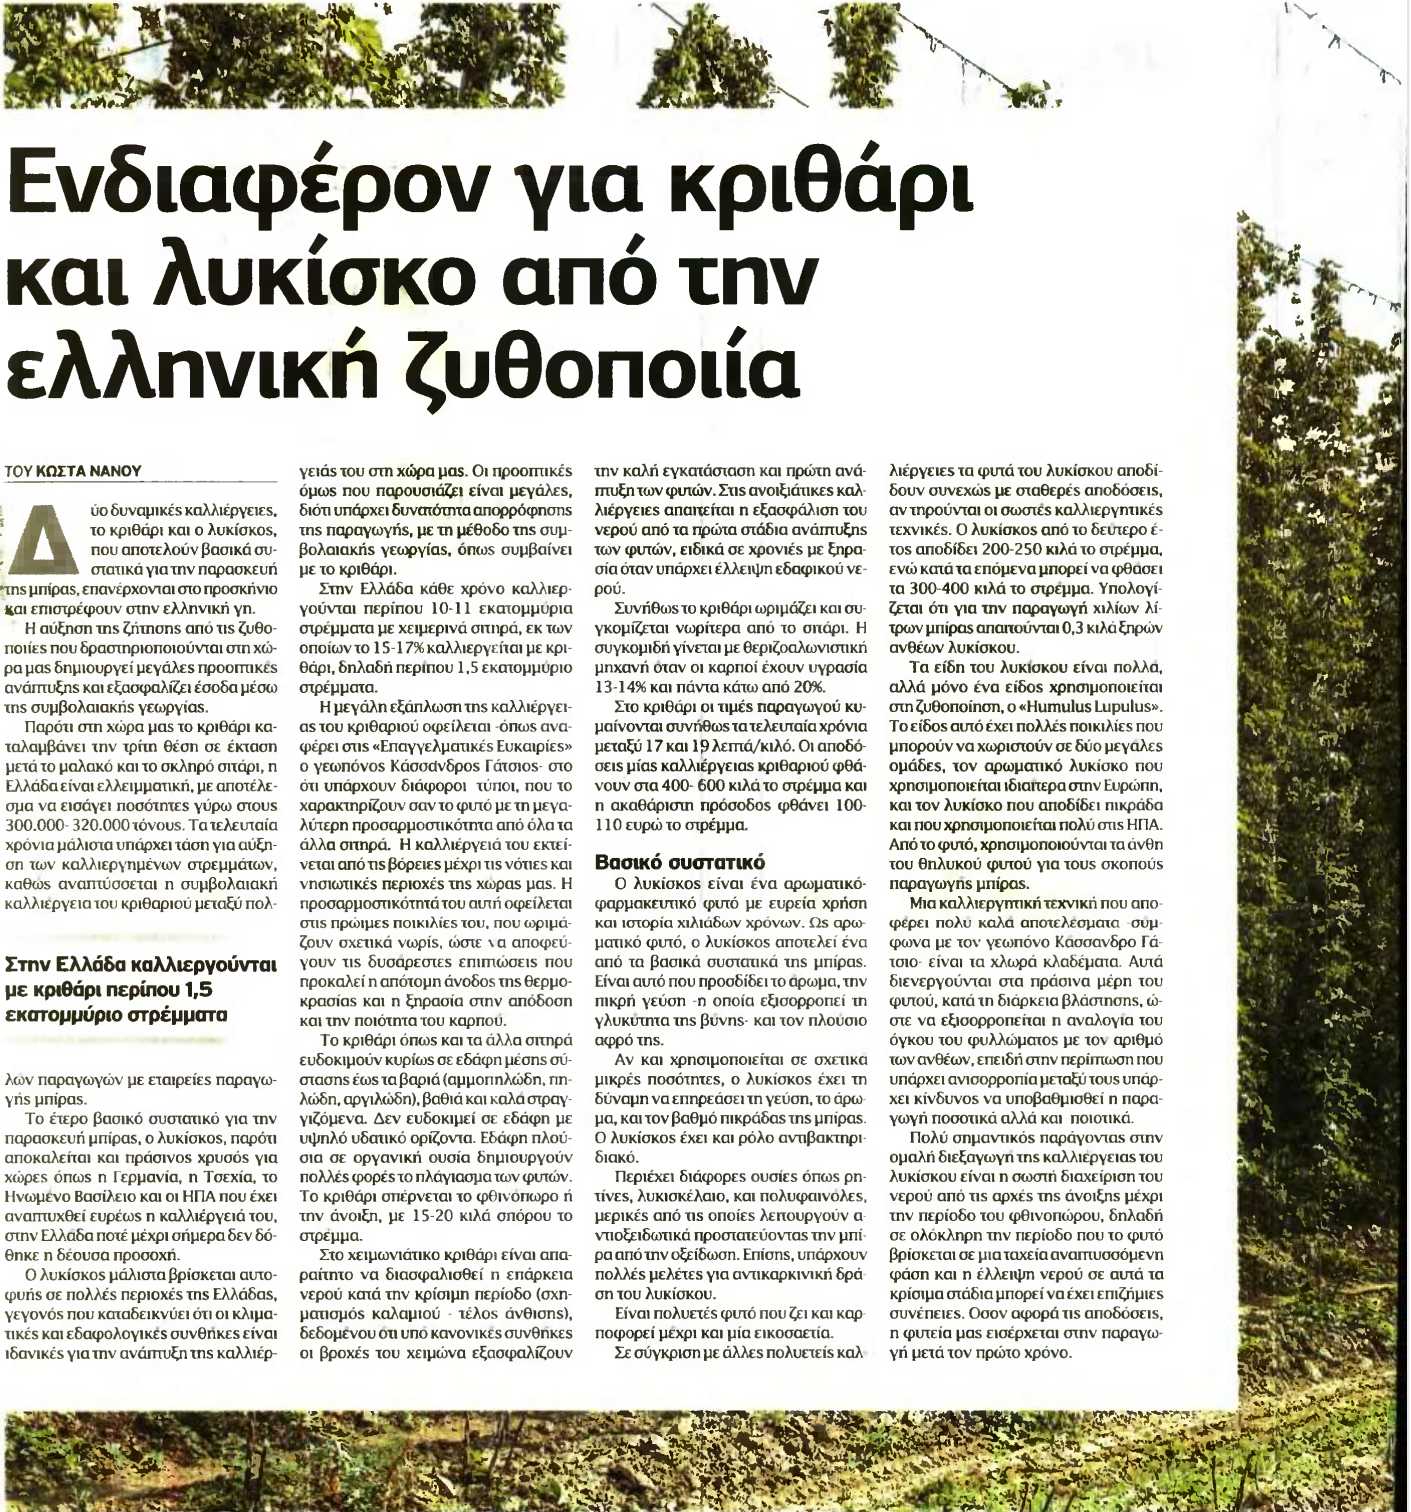 Ενδιαφέρον για κριθάρι
και λυκίσκο από την
ελληνική ζυθοποιία
ΤΟΥ ΚΩΣΤΑ ΝΑΝΟΥ
Δύο δυναμικές καλλιέργειες,
το κριθάρι και ο λυκίσκος,
που αποτελούν βασικά συ-
στατικά για την παρασκευή
της μπίρας, επανέρχονται στο προσκήνιο
και επιστρέφουν στην ελληνική γη.
Η αύξηση της ζήτησης από τις ζυθο-
ποιίες που δραστηριοποιούνται στη χώ-
ρα μας δημιουργεί μεγάλες προοπτικές
ανάπτυξης και εξασφαλίζει έσοδα μέσω
της συμβολαιακής γεωργίας.
Παρότι στη χώρα μας το κριθάρι κα-
ταλαμβάνει την τρίτη θέση σε έκταση
μετά το μαλακό και το σκληρό σιτάρι, η
Ελλάδα είναι ελλειμματική, με αποτέλε-
σμα να εισάγει ποσότητες γύρω στους
300.000- 320.000 τόνους. Τα τελευταία
χρόνια μάλιστα υπάρχει τάση για αύξη-
ση των καλλιεργημένων στρεμμάτων,
καθώς αναπτύσσεται η συμβολαιακή
καλλιέργεια του κριθαριού μεταξύ πολ-
Στην Ελλάδα καλλιεργούνται
με κριθάρι περίπου 1,5
εκατομμύριο στρέμματα
λών παραγωγών με εταιρείες παραγω-
γής μπίρας.
Το έτερο βασικό συστατικό για την
παρασκευή μπίρας, ο λυκίσκος, παρότι
αποκαλείται και πράσινος χρυσός για
χώρες όπως η Γερμανία, η Τσεχία, το
Ηνωμένο Βασίλειο και οι ΗΠΑ που έχει
αναπτυχθεί ευρέως η καλλιέργειά του,
στην Ελλάδα ποτέ μέχρι σήμερα δεν δό-
θηκε η δέουσα προσοχή.
Ο λυκίσκος μάλιστα βρίσκεται αυτο-
φυής σε πολλές περιοχές της Ελλάδας,
γεγονός που καταδεικνύει ότι οι κλιμα-
τικές και εδαφολογικές συνθήκες είναι
ιδανικές για την ανάπτυξη της καλλιέρ-
γειάς του στη χώρα μας. Οι προοπτικές
όμως που παρουσιάζει είναι μεγάλες,
διότι υπάρχει δυνατότητα απορρόφησης
της παραγωγής, με τη μέθοδο της συμ-
βολαιακής γεωργίας, όπως συμβαίνει
με το κριθάρι.
Στην Ελλάδα κάθε χρόνο καλλιερ-
γούνται περίπου 10-11 εκατομμύρια
στρέμματα με χειμερινά σιτηρά, εκ των
οποίων το 15-17% καλλιεργείται με κρι-
θάρι, δηλαδή περίπου 1,5 εκατομμύριο
στρέμματα.
Η μεγάλη εξάπλωση της καλλιέργει-
ας του κριθαριού οφείλεται -όπως ανα-
φέρει στις «Επαγγελματικές Ευκαιρίες»
ο γεωπόνος Κάσσανδρος Γάτσιος- στο
ότι υπάρχουν διάφοροι τύποι, που το
χαρακτηρίζουν σαν το φυτό με τη μεγα-
λύτερη προσαρμοστικότητα από όλα τα
άλλα σιτηρά. Η καλλιέργειά του εκτεί-
νεται από τις βόρειες μέχρι τις νότιες και
νησιωτικές περιοχές της χώρας μας. Η
προσαρμοστικότητά του αυτή οφείλεται
στις πρώιμες ποικιλίες του, που ωριμά-
ζουν σχετικά νωρίς, ώστε να αποφεύ-
γουν τις δυσάρεστες επιπτώσεις που
προκαλεί η απότομη άνοδος της θερμο-
κρασίας και η ξηρασία στην απόδοση
και την ποιότητα του καρπού.
Το κριθάρι όπως και τα άλλα σιτηρά
ευδοκιμούν κυρίως σε εδάφη μέσης σύ-
στασης έως τα βαριά (αμμοπηλώδη, πη-
λώδη, αργιλώδη), βαθιά και καλά στραγ-
γιζόμενα. Δεν ευδοκιμεί σε εδάφη με
υψηλό υδατικό ορίζοντα. Εδάφη πλού-
σια σε οργανική ουσία δημιουργούν
πολλές φορές το πλάγιασμα των φυτών.
Το κριθάρι σπέρνεται το φθινόπωρο ή
την άνοιξη, με 15-20 κιλά σπόρου το
στρέμμα.
Στο χειμωνιάτικο κριθάρι είναι απα-
ραίτητο να διασφαλισθεί η επάρκεια
νερού κατά την κρίσιμη περίοδο (σχη-
ματισμός καλαμιού - τέλος άνθισης),
δεδομένου ότι υπό κανονικές συνθήκες
οι βροχές του χειμώνα εξασφαλίζουν
την καλή εγκατάσταση και πρώτη ανά-
πτυξη των φυτών. Στις ανοιξιάτικες καλ-
λιέργειες απαιτείται η εξασφάλιση του
νερού από τα πρώτα στάδια ανάπτυξης
των φυτών, ειδικά σε χρονιές με ξηρα-
σία όταν υπάρχει έλλειψη εδαφικού νε-
ρού.
Συνήθως το κριθάρι ωριμάζει και συ-
γκομίζεται νωρίτερα από το σιτάρι. Η
συγκομιδή γίνεται με θεριζοαλωνιστική
μηχανή όταν οι καρποί έχουν υγρασία
13-14% και πάντα κάτω από 20%.
Στο κριθάρι οι τιμές παραγωγού κυ-
μαίνονται συνήθως τα τελευταία χρόνια
μεταξύ 17 και 19 λεπτά/κιλό. Οι αποδό-
σεις μίας καλλιέργειας κριθαριού φθά-
νουν στα 400- 600 κιλά το στρέμμα και
η ακαθάριστη πρόσοδος φθάνει 100-
110 ευρώ το στρέμμα.
Βασικό συστατικό
Ο λυκίσκος είναι ένα αρωματικό-
φαρμακευτικό φυτό με ευρεία χρήση
και ιστορία χιλιάδων χρόνων. Ως αρω-
ματικό φυτό, ο λυκίσκος αποτελεί ένα
από τα βασικά συστατικά της μπίρας.
Είναι αυτό που προσδίδει το άρωμα, την
πικρή γεύση -η οποία εξισορροπεί τη
γλυκύτητα της βύνης- και τον πλούσιο
αφρό της.
Αν και χρησιμοποιείται σε σχετικά
μικρές ποσότητες, ο λυκίσκος έχει τη
δύναμη να επηρεάσει τη γεύση, το άρω-
μα, και τον βαθμό πικράδας της μπίρας.
Ο λυκίσκος έχει και ρόλο αντιβακτηρι-
διακό.
Περιέχει διάφορες ουσίες όπως ρη-
τίνες, λυκισκέλαιο, και πολυφαινόλες,
μερικές από τις οποίες λειτουργούν α-
ντιοξειδωτικά προστατεύοντας την μπί-
ρα από την οξείδωση. Επίσης, υπάρχουν
πολλές μελέτες για αντικαρκινική δρά-
ση του λυκίσκου.
Είναι πολυετές φυτό που ζει και καρ-
ποφορεί μέχρι και μία εικοσαετία.
Σε σύγκριση με άλλες πολυετείς καλ-
λιέργειες τα φυτά του λυκίσκου αποδί-
δουν συνεχώς με σταθερές αποδόσεις,
αν τηρούνται οι σωστές καλλιεργητικές
τεχνικές. Ο λυκίσκος από το δεύτερο έ-
τος αποδίδει 200-250 κιλά το στρέμμα,
ενώ κατά τα επόμενα μπορεί να φθάσει
τα 300-400 κιλά το στρέμμα. Υπολογί-
ζεται ότι για την παραγωγή χιλίων λί-
τρων μπίρας απαιτούνται 0,3 κιλά ξηρών
ανθέων λυκίσκου.
Τα είδη του λυκίσκου είναι πολλά,
αλλά μόνο ένα είδος χρησιμοποιείται
στη ζυθοποίηση, ο «Humulus Lupulus».
Το είδος αυτό έχει πολλές ποικιλίες που
μπορούν να χωριστούν σε δύο μεγάλες
ομάδες, τον αρωματικό λυκίσκο που
χρησιμοποιείται ιδιαίτερα στην Ευρώπη,
και τον λυκίσκο που αποδίδει πικράδα
και που χρησιμοποιείται πολύ στις ΗΠΑ.
Από το φυτό, χρησιμοποιούνται τα άνθη
του θηλυκού φυτού για τους σκοπούς
παραγωγής μπίρας.
Μια καλλιεργητική τεχνική που απο-
φέρει πολύ καλά αποτελέσματα -σύμ-
φωνα με τον γεωπόνο Κάσσανδρο Γά-
τσιο- είναι τα χλωρά κλαδέματα. Αυτά
διενεργούνται στα πράσινα μέρη του
φυτού, κατά τη διάρκεια βλάστησης, ώ-
στε να εξισορροπείται η αναλογία του
όγκου του φυλλώματος με τον αριθμό
των ανθέων, επειδή στην περίπτωση που
υπάρχει ανισορροπία μεταξύ τους υπάρ-
χει κίνδυνος να υποβαθμισθεί η παρα-
γωγή ποσοτικά αλλά και ποιοτικά.
Πολύ σημαντικός παράγοντας στην
ομαλή διεξαγωγή της καλλιέργειας του
λυκίσκου είναι η σωστή διαχείριση του
νερού από τις αρχές της άνοιξης μέχρι
την περίοδο του φθινοπώρου, δηλαδή
σε ολόκληρη την περίοδο που το φυτό
βρίσκεται σε μια ταχεία αναπτυσσόμενη
φάση και η έλλειψη νερού σε αυτά τα
κρίσιμα στάδια μπορεί να έχει επιζήμιες
συνέπειες. Οσον αφορά τις αποδόσεις,
η φυτεία μας εισέρχεται στην παραγω-
γή μετά τον πρώτο χρόνο.